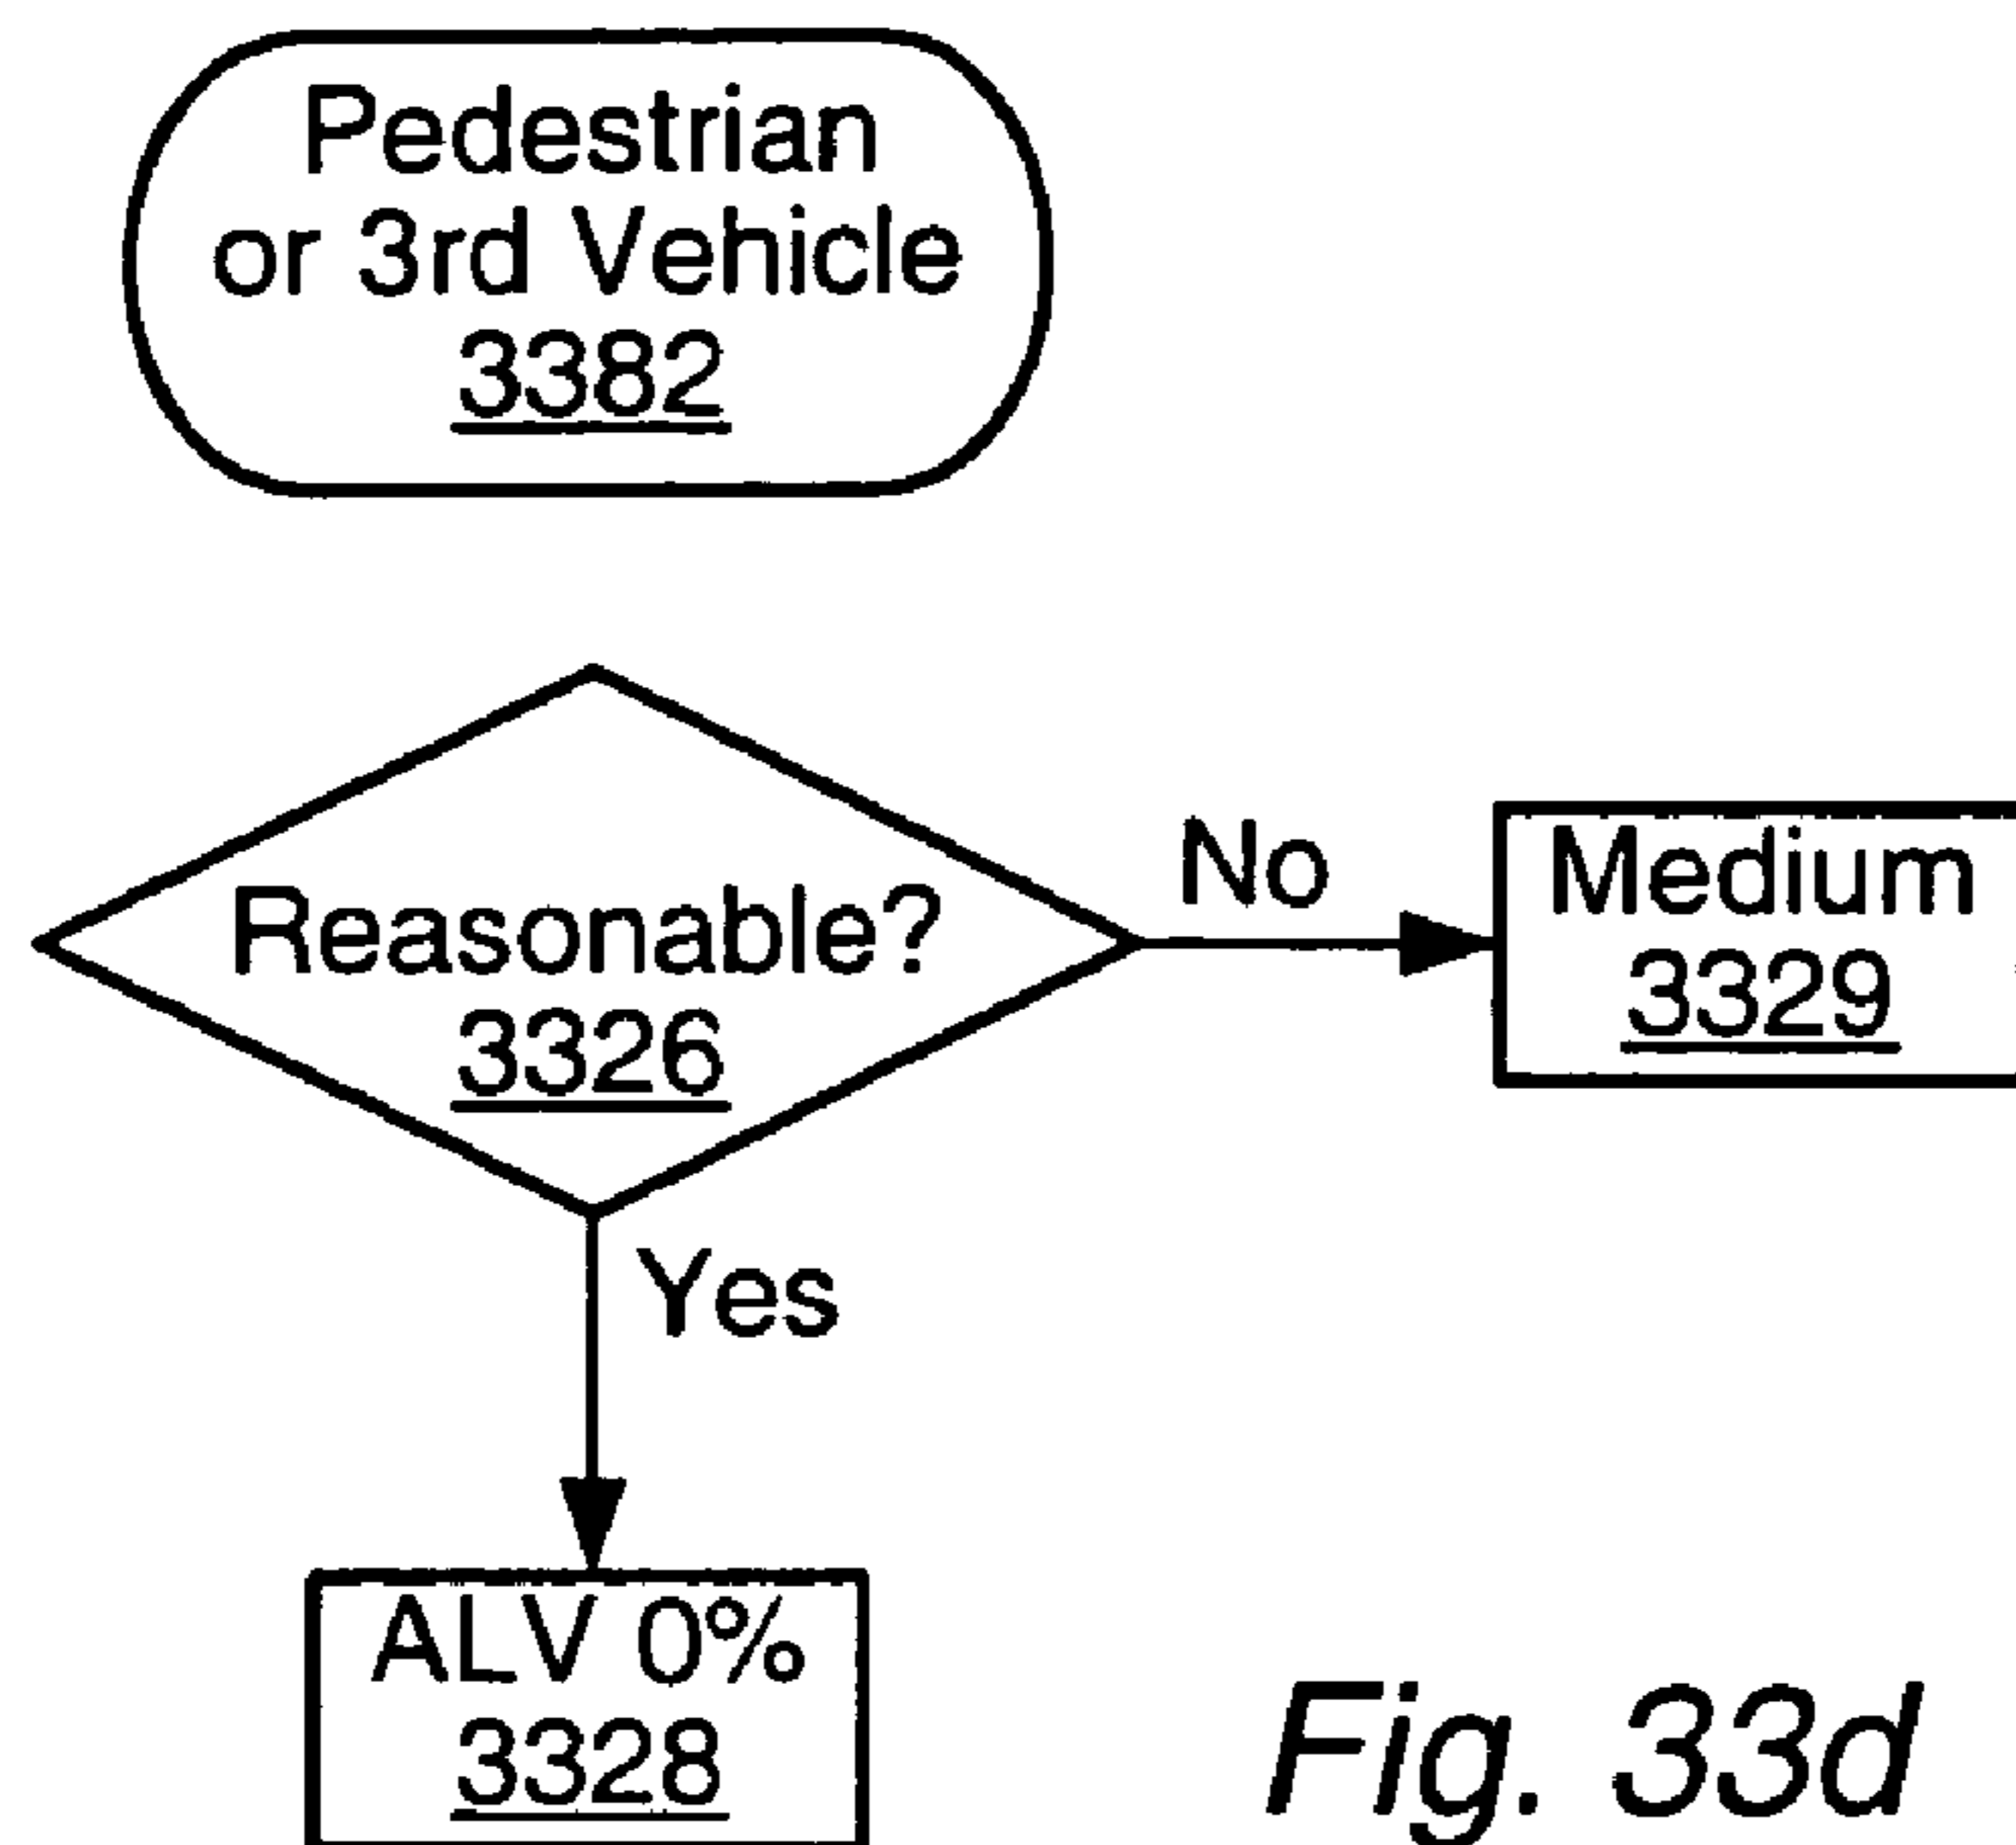 Pedestrian
or 3rd Vehicle
3382
Reasonable?
3326
No
Medium
3329
Yes
ALV 0%
3328
Fig. 33d